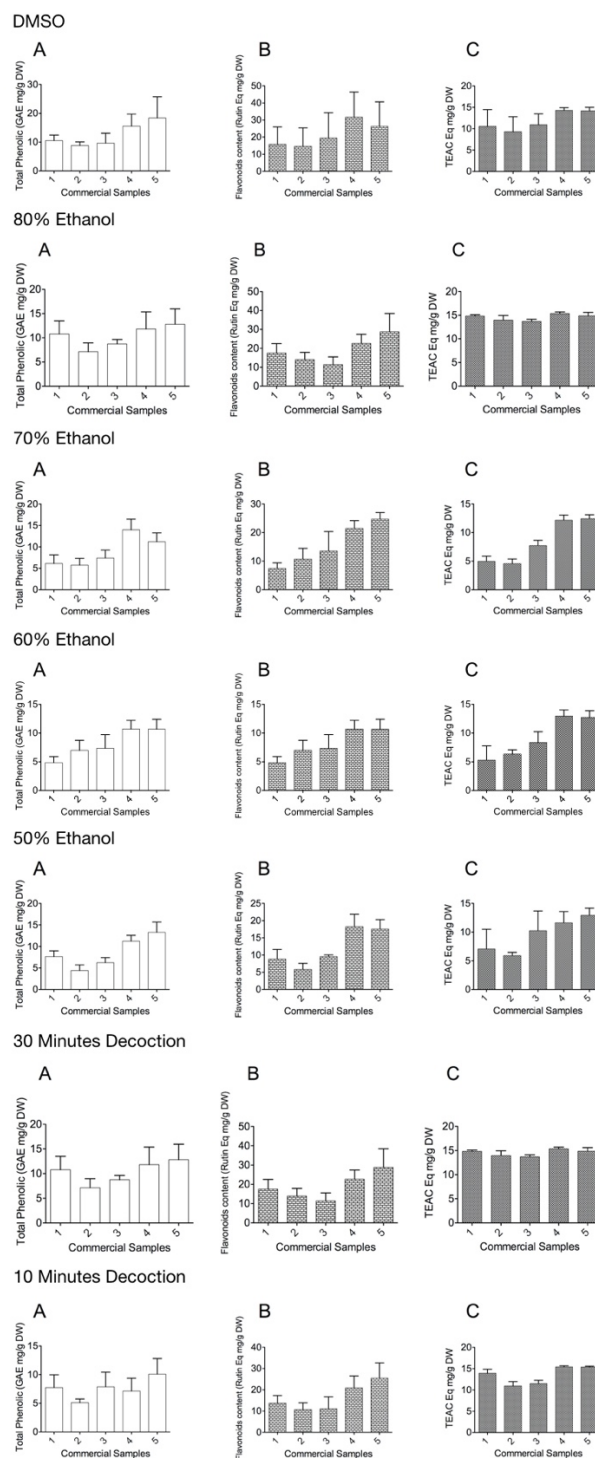 DMSO
A
Total Phenolic (GAE mg/g DW)
30
20
10
0
1 2 3 4 5
Commercial Samples
B
Flavonoids content (Rutin Eq mg/g DW)
50
40
30
20
10
0
1 2 3 4 5
Commercial Samples
C
TEAC Eq mg/g DW
20
15
10
5
0
1 2 3 4 5
Commercial Samples
80% Ethanol
A
Total Phenolic (GAE mg/g DW)
20
15
10
5
0
1 2 3 4 5
Commercial Samples
B
Flavonoids content (Rutin Eq mg/g DW)
50
40
30
20
10
0
1 2 3 4 5
Commercial Samples
C
TEAC Eq mg/g DW
20
15
10
5
0
1 2 3 4 5
Commercial Samples
70% Ethanol
A
Total Phenolic (GAE mg/g DW)
20
15
10
5
0
1 2 3 4 5
Commercial Samples
B
Flavonoids content (Rutin Eq mg/g DW)
30
20
10
0
1 2 3 4 5
Commercial Samples
C
TEAC Eq mg/g DW
15
10
5
0
1 2 3 4 5
Commercial Samples
60% Ethanol
A
Total Phenolic (GAE mg/g DW)
15
10
5
0
1 2 3 4 5
Commercial Samples
B
Flavonoids content (Rutin Eq mg/g DW)
15
10
5
0
1 2 3 4 5
Commercial Samples
C
TEAC Eq mg/g DW
15
10
5
0
1 2 3 4 5
Commercial Samples
50% Ethanol
A
Total Phenolic (GAE mg/g DW)
20
15
10
5
0
1 2 3 4 5
Commercial Samples
B
Flavonoids content (Rutin Eq mg/g DW)
25
20
15
10
5
0
1 2 3 4 5
Commercial Samples
C
TEAC Eq mg/g DW
15
10
5
0
1 2 3 4 5
Commercial Samples
30 Minutes Decoction
A
Total Phenolic (GAE mg/g DW)
20
15
10
5
0
1 2 3 4 5
Commercial Samples
B
Flavonoids content (Rutin Eq mg/g DW)
50
40
30
20
10
0
1 2 3 4 5
Commercial Samples
C
TEAC Eq mg/g DW
20
15
10
5
0
1 2 3 4 5
Commercial Samples
10 Minutes Decoction
A
Total Phenolic (GAE mg/g DW)
15
10
5
0
1 2 3 4 5
Commercial Samples
B
Flavonoids content (Rutin Eq mg/g DW)
40
30
20
10
0
1 2 3 4 5
Commercial Samples
C
TEAC Eq mg/g DW
20
15
10
5
0
1 2 3 4 5
Commercial Samples